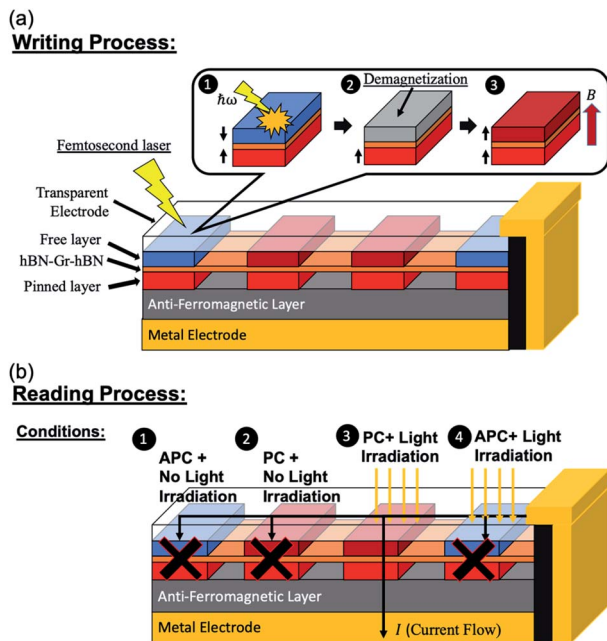 (a)
Writing Process:
1
2
3
ħω
Demagnetization
B
Femtosecond laser
Transparent
Electrode
Free layer
hBN-Gr-hBN
Pinned layer
Anti-Ferromagnetic Layer
Metal Electrode
(b)
Reading Process:
Conditions:
1
APC +
No Light
Irradiation
2
PC +
No Light
Irradiation
3
PC+ Light
Irradiation
4
APC+ Light
Irradiation
Anti-Ferromagnetic Layer
Metal Electrode
I (Current Flow)